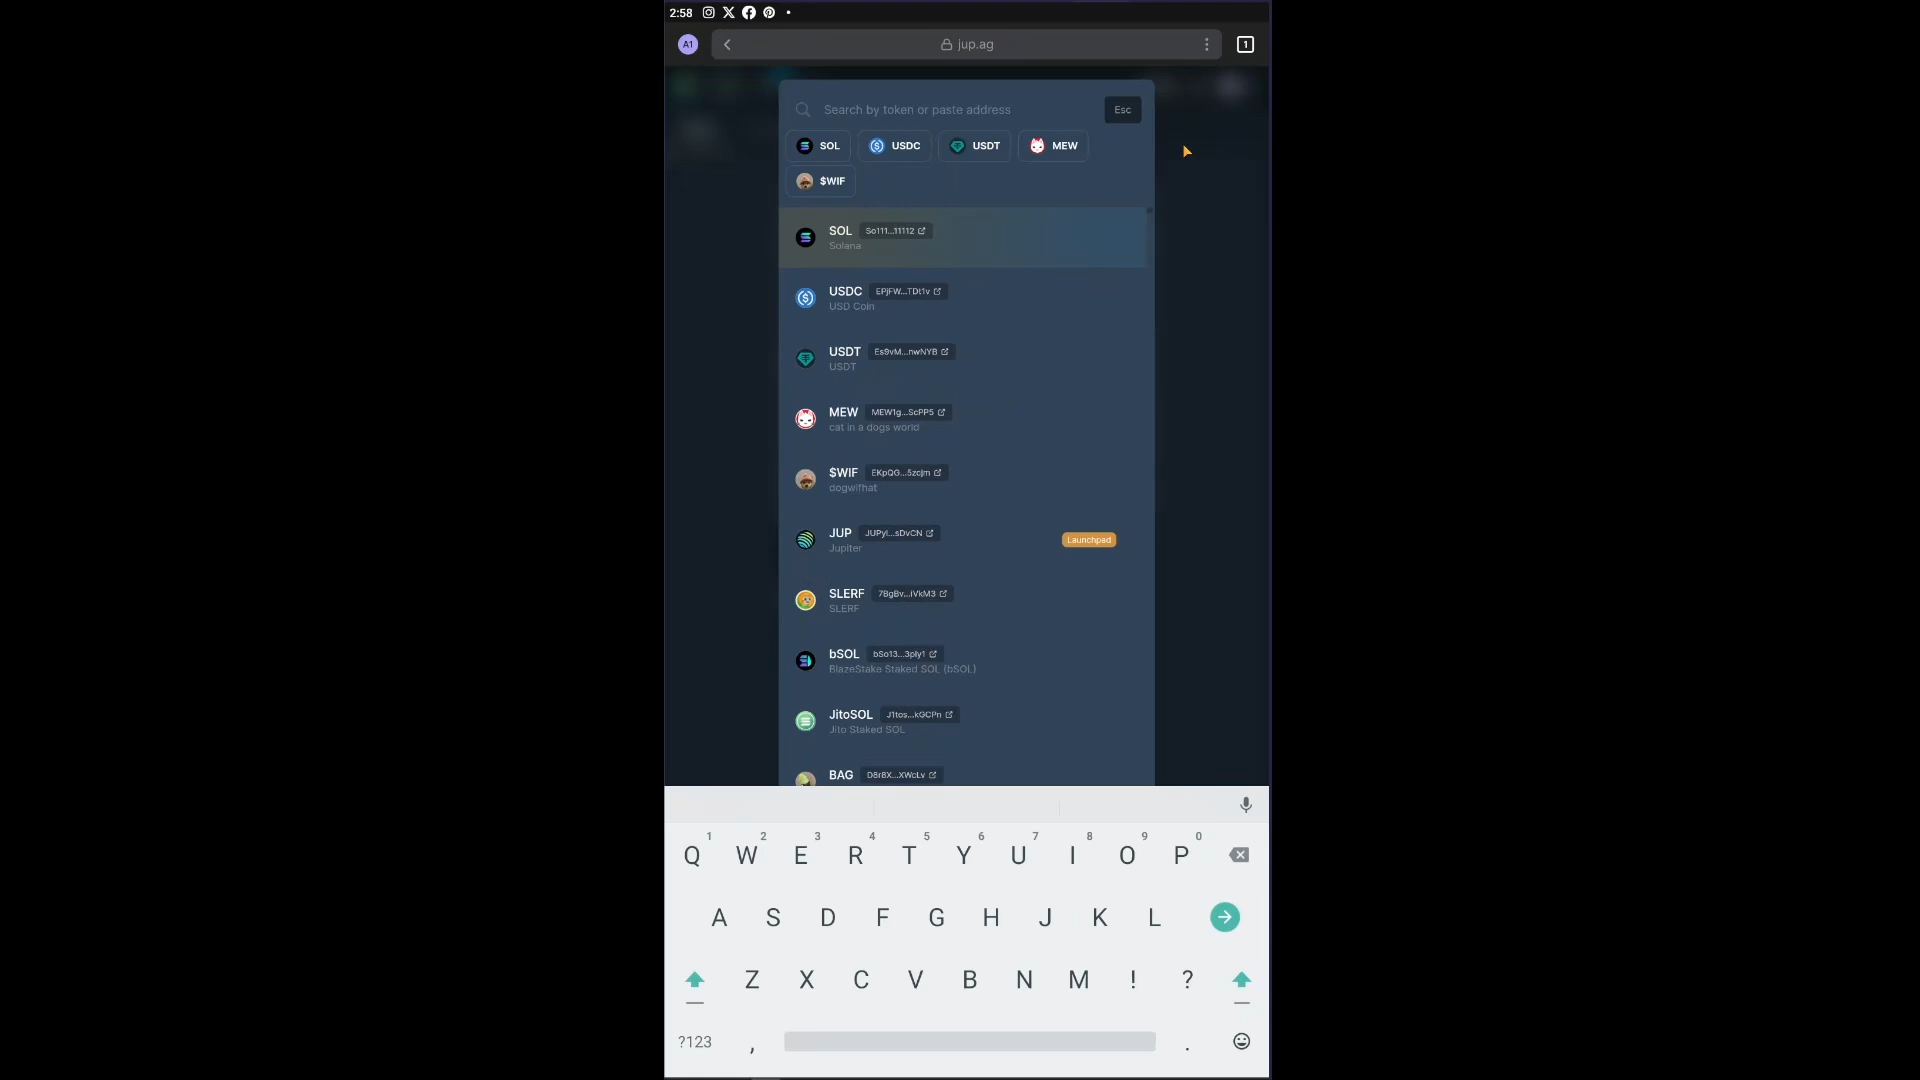 2:58
A1
jup.ag
1
Search by token or paste address
Esc
SOL
USDC
USDT
MEW
$WIF
SOL So111...11112
Solana
USDC EPjFW...TDt1v
USD Coin
USDT Es9vM...nwNYB
USDT
MEW MEW1g...ScPP5
cat in a dogs world
$WIF EKpQG...5zcjm
dogwifhat
JUP JUPyi...sDvCN
Jupiter
Launchpad
SLERF 7BgBv...iVkM3
SLERF
bSOL bSo13...3piy1
BlazeStake Staked SOL (bSOL)
JitoSOL J1tos...kGCPn
Jito Staked SOL
BAG D8r8X...XWcLv
1 2 3 4 5 6 7 8 9 0
Q W E R T Y U I O P
A S D F G H J K L
Z X C V B N M ! ?
?123 , .